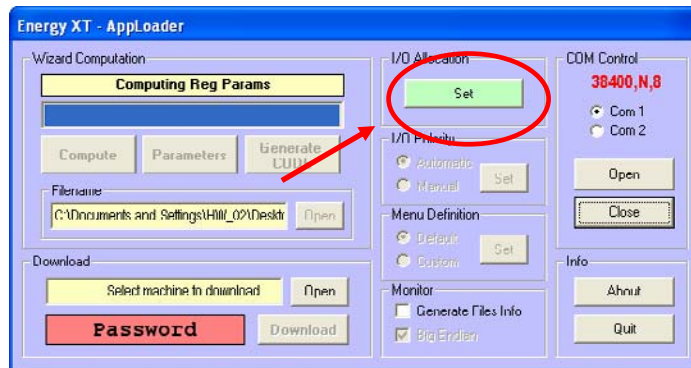 Energy XT - AppLoader
Wizard Computation
Computing Reg Params
Compute
Parameters
Generate CODE
Filename
C:\Documents and Settings\HW_02\Deskt
Open
Download
Select machine to download
Open
Password
Download
I/O Allocation
Set
I/O Polarity
Automatic
Manual
Set
Menu Definition
Default
Custom
Set
Monitor
Generate Files Info
Big Endian
COM Control
38400,N,8
Com 1
Com 2
Open
Close
Info
About
Quit